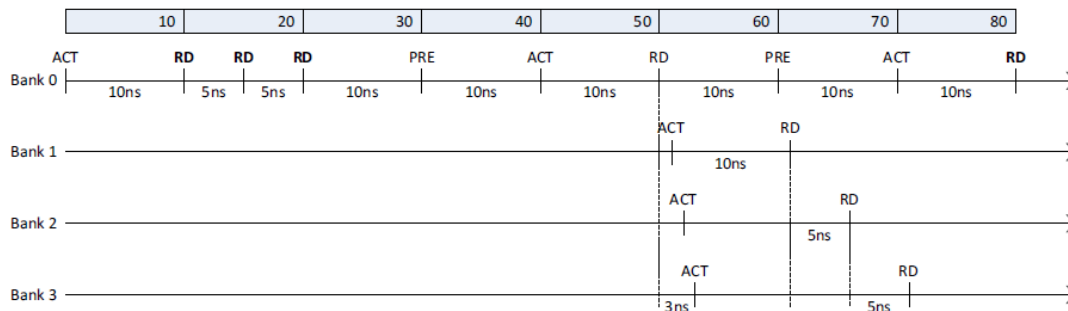 10 20 30 40 50 60 70 80
ACT RD RD RD PRE ACT RD PRE ACT RD
Bank 0
10ns 5ns 5ns 10ns 10ns 10ns 10ns 10ns 10ns
ACT RD
Bank 1
10ns
ACT RD
Bank 2
5ns
ACT RD
Bank 3
3ns 5ns